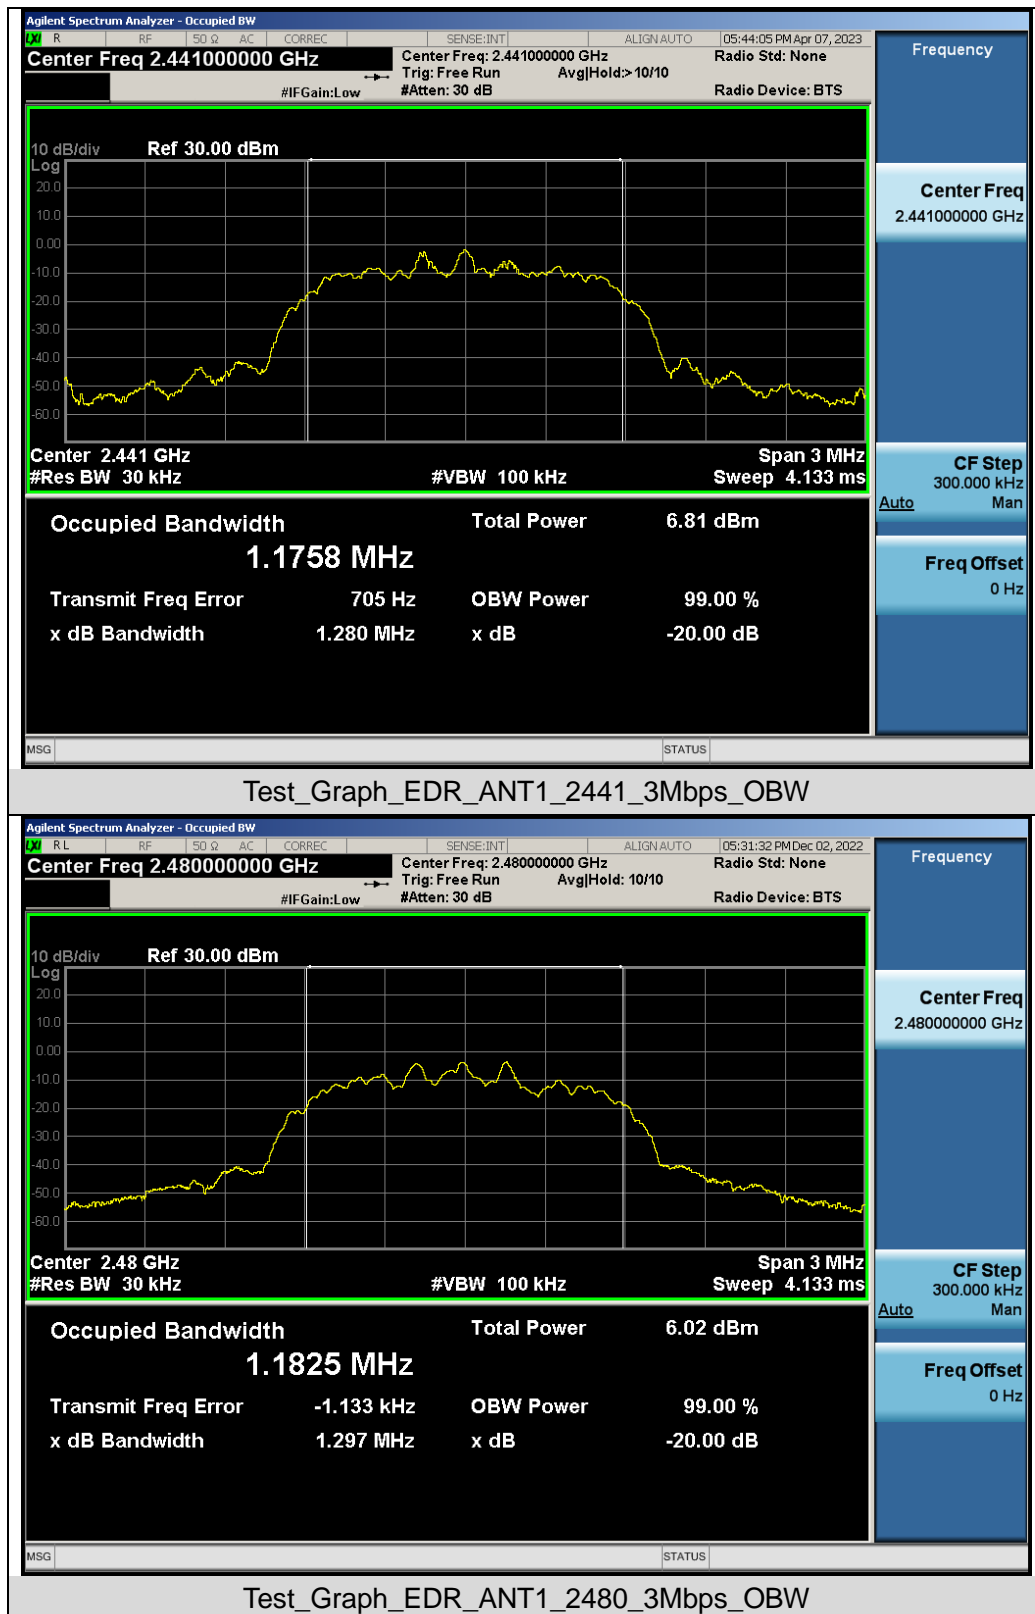 Agilent Spectrum Analyzer - Occupied BW
LXI R RF 50 Ω AC CORREC SENSE:INT ALIGN AUTO 05:44:05 PM Apr 07, 2023
Center Freq 2.441000000 GHz
Center Freq: 2.441000000 GHz Radio Std: None
Trig: Free Run Avg|Hold:> 10/10
#IFGain:Low #Atten: 30 dB Radio Device: BTS
Frequency
10 dB/div Ref 30.00 dBm
Log
20.0
10.0
0.00
-10.0
-20.0
-30.0
-40.0
-50.0
-60.0
Center Freq
2.441000000 GHz
Center 2.441 GHz Span 3 MHz
#Res BW 30 kHz #VBW 100 kHz Sweep 4.133 ms
CF Step
300.000 kHz
Auto Man
Occupied Bandwidth Total Power 6.81 dBm
1.1758 MHz
Transmit Freq Error 705 Hz OBW Power 99.00 %
x dB Bandwidth 1.280 MHz x dB -20.00 dB
Freq Offset
0 Hz
MSG STATUS
Test_Graph_EDR_ANT1_2441_3Mbps_OBW
Agilent Spectrum Analyzer - Occupied BW
LXI RL RF 50 Ω AC CORREC SENSE:INT ALIGN AUTO 05:31:32 PM Dec 02, 2022
Center Freq 2.480000000 GHz
Center Freq: 2.480000000 GHz Radio Std: None
Trig: Free Run Avg|Hold: 10/10
#IFGain:Low #Atten: 30 dB Radio Device: BTS
Frequency
10 dB/div Ref 30.00 dBm
Log
20.0
10.0
0.00
-10.0
-20.0
-30.0
-40.0
-50.0
-60.0
Center Freq
2.480000000 GHz
Center 2.48 GHz Span 3 MHz
#Res BW 30 kHz #VBW 100 kHz Sweep 4.133 ms
CF Step
300.000 kHz
Auto Man
Occupied Bandwidth Total Power 6.02 dBm
1.1825 MHz
Transmit Freq Error -1.133 kHz OBW Power 99.00 %
x dB Bandwidth 1.297 MHz x dB -20.00 dB
Freq Offset
0 Hz
MSG STATUS
Test_Graph_EDR_ANT1_2480_3Mbps_OBW